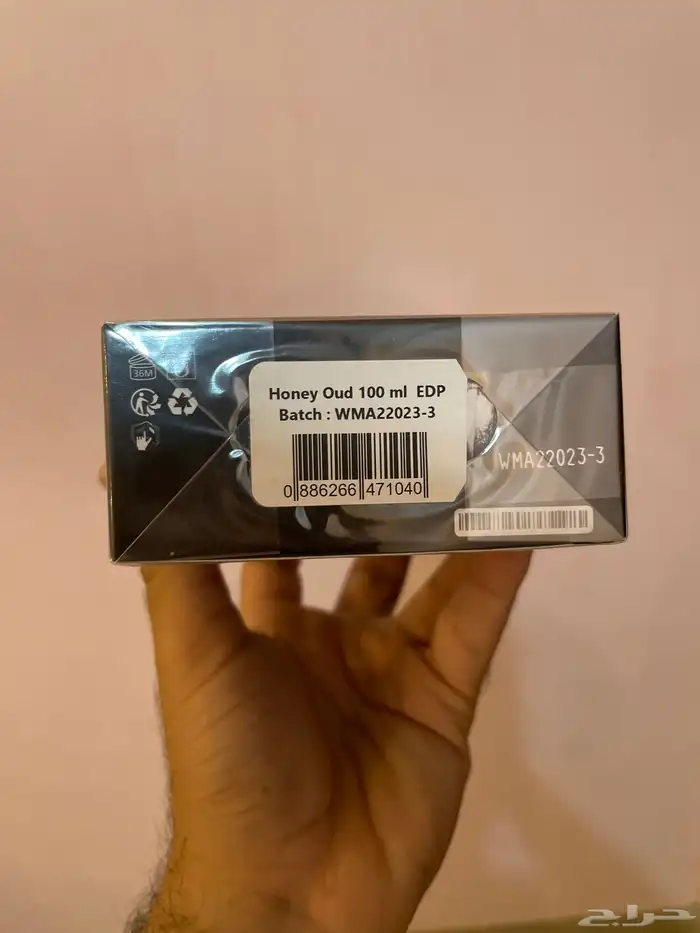 36M
Honey Oud 100 ml EDP
Batch : WMA22023-3
0 886266 471040
WMA22023-3
حراج